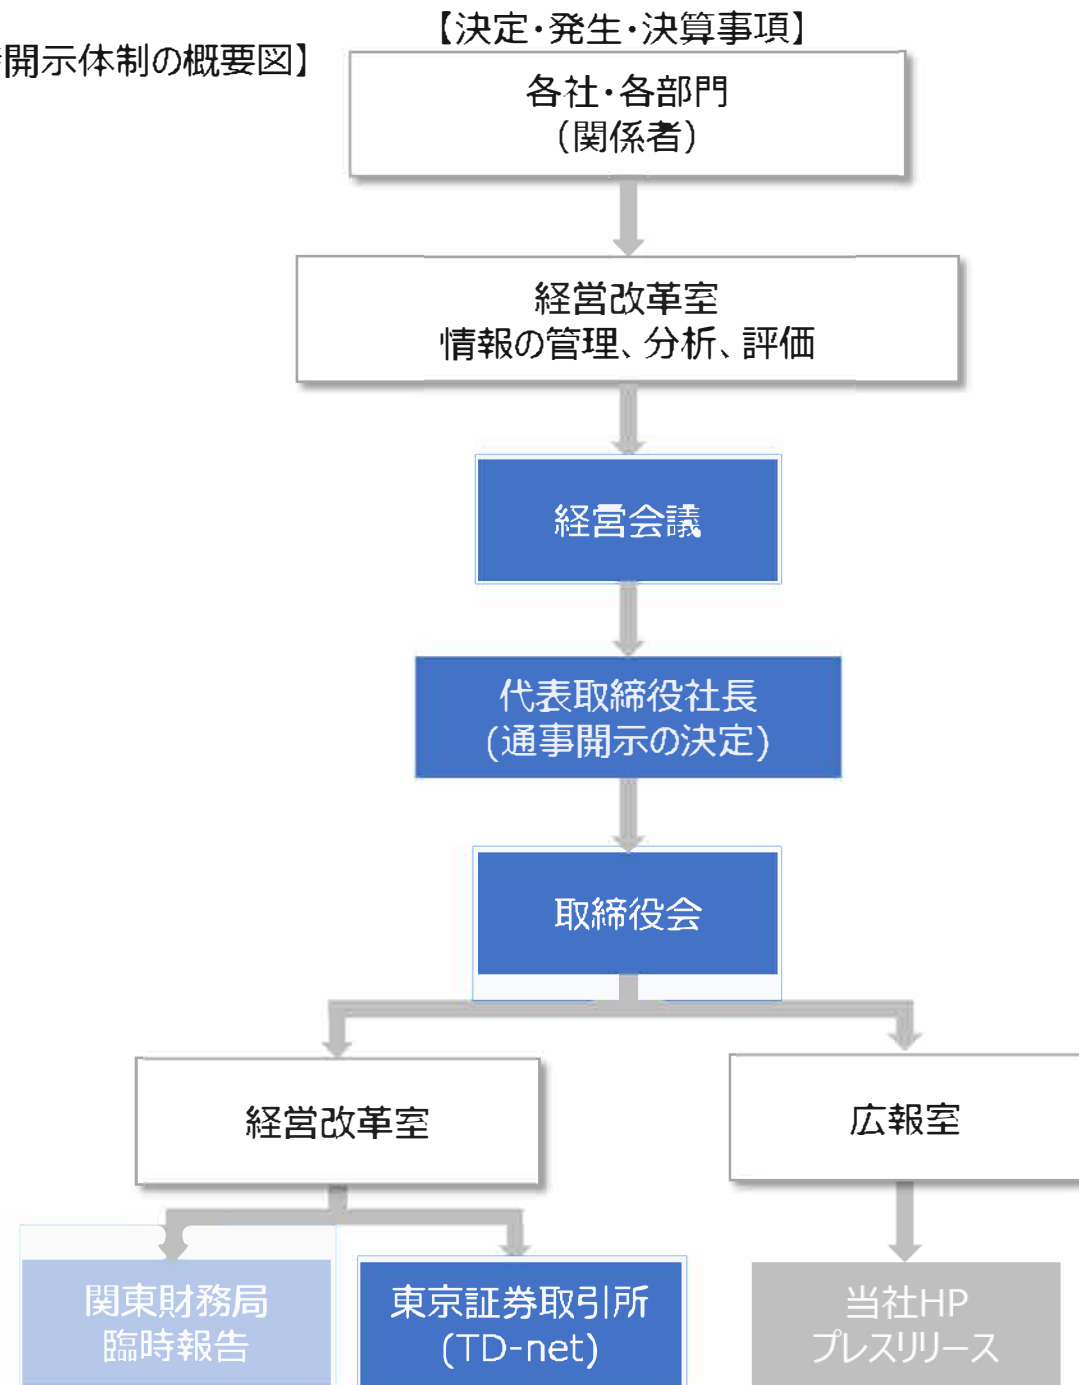 【決定・発生・決算事項】
開示体制の概要図】
各社・各部門
(関係者)
経営改革室
情報の管理、分析、評価
経営会議
代表取締役社長
(通事開示の決定)
取締役会
経営改革室
広報室
関東財務局
臨時報告
東京証券取引所
(TD-net)
当社HP
プレスリリース